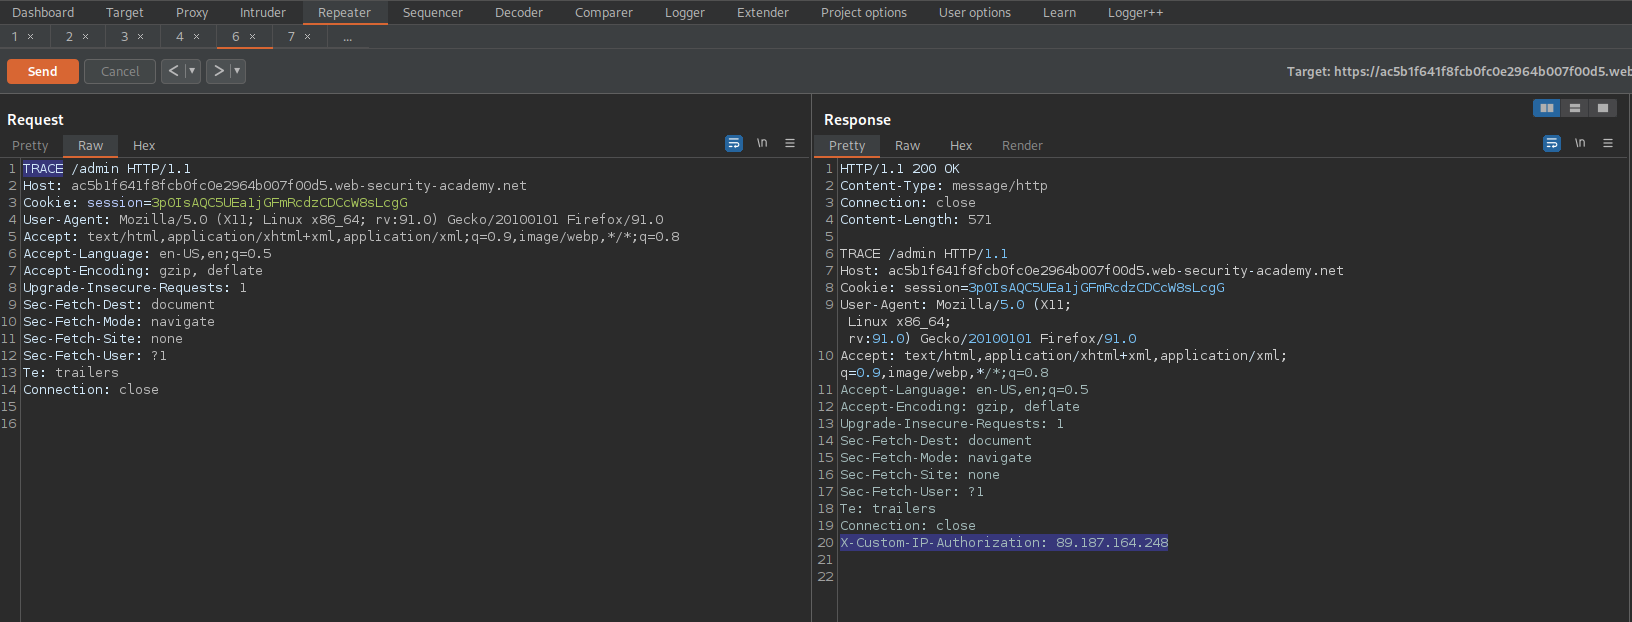 Dashboard Target Proxy Intruder Repeater Sequencer Decoder Comparer Logger Extender Project options User options Learn Logger++
1 × 2 × 3 × 4 × 6 × 7 × ...
Send Cancel < > Target: https://ac5b1f641f8fcb0fc0e2964b007f00d5.web
Request
Pretty Raw Hex \n
1 TRACE /admin HTTP/1.1
2 Host: ac5b1f641f8fcb0fc0e2964b007f00d5.web-security-academy.net
3 Cookie: session=3p0IsAQC5UEa1jGFmRcdzCDCcW8sLcgG
4 User-Agent: Mozilla/5.0 (X11; Linux x86_64; rv:91.0) Gecko/20100101 Firefox/91.0
5 Accept: text/html,application/xhtml+xml,application/xml;q=0.9,image/webp,*/*;q=0.8
6 Accept-Language: en-US,en;q=0.5
7 Accept-Encoding: gzip, deflate
8 Upgrade-Insecure-Requests: 1
9 Sec-Fetch-Dest: document
10 Sec-Fetch-Mode: navigate
11 Sec-Fetch-Site: none
12 Sec-Fetch-User: ?1
13 Te: trailers
14 Connection: close
15
16
Response
Pretty Raw Hex Render \n
1 HTTP/1.1 200 OK
2 Content-Type: message/http
3 Connection: close
4 Content-Length: 571
5
6 TRACE /admin HTTP/1.1
7 Host: ac5b1f641f8fcb0fc0e2964b007f00d5.web-security-academy.net
8 Cookie: session=3p0IsAQC5UEa1jGFmRcdzCDCcW8sLcgG
9 User-Agent: Mozilla/5.0 (X11;
Linux x86_64;
rv:91.0) Gecko/20100101 Firefox/91.0
10 Accept: text/html,application/xhtml+xml,application/xml;
q=0.9,image/webp,*/*;q=0.8
11 Accept-Language: en-US,en;q=0.5
12 Accept-Encoding: gzip, deflate
13 Upgrade-Insecure-Requests: 1
14 Sec-Fetch-Dest: document
15 Sec-Fetch-Mode: navigate
16 Sec-Fetch-Site: none
17 Sec-Fetch-User: ?1
18 Te: trailers
19 Connection: close
20 X-Custom-IP-Authorization: 89.187.164.248
21
22